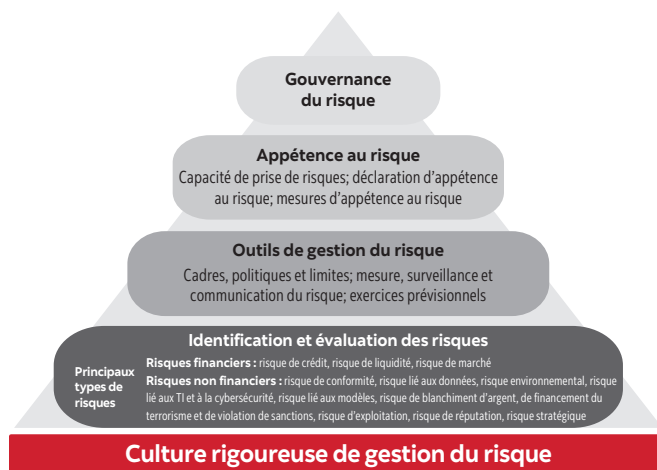 Gouvernance
du risque
Appétence au risque
Capacité de prise de risques; déclaration d'appétence
au risque; mesures d'appétence au risque
Outils de gestion du risque
Cadres, politiques et limites; mesure, surveillance et
communication du risque; exercices prévisionnels
Identification et évaluation des risques
Principaux
types de
risques
Risques financiers : risque de crédit, risque de liquidité, risque de marché
Risques non financiers : risque de conformité, risque lié aux données, risque environnemental, risque
lié aux TI et à la cybersécurité, risque lié aux modèles, risque de blanchiment d'argent, de financement du
terrorisme et de violation de sanctions, risque d'exploitation, risque de réputation, risque stratégique
Culture rigoureuse de gestion du risque